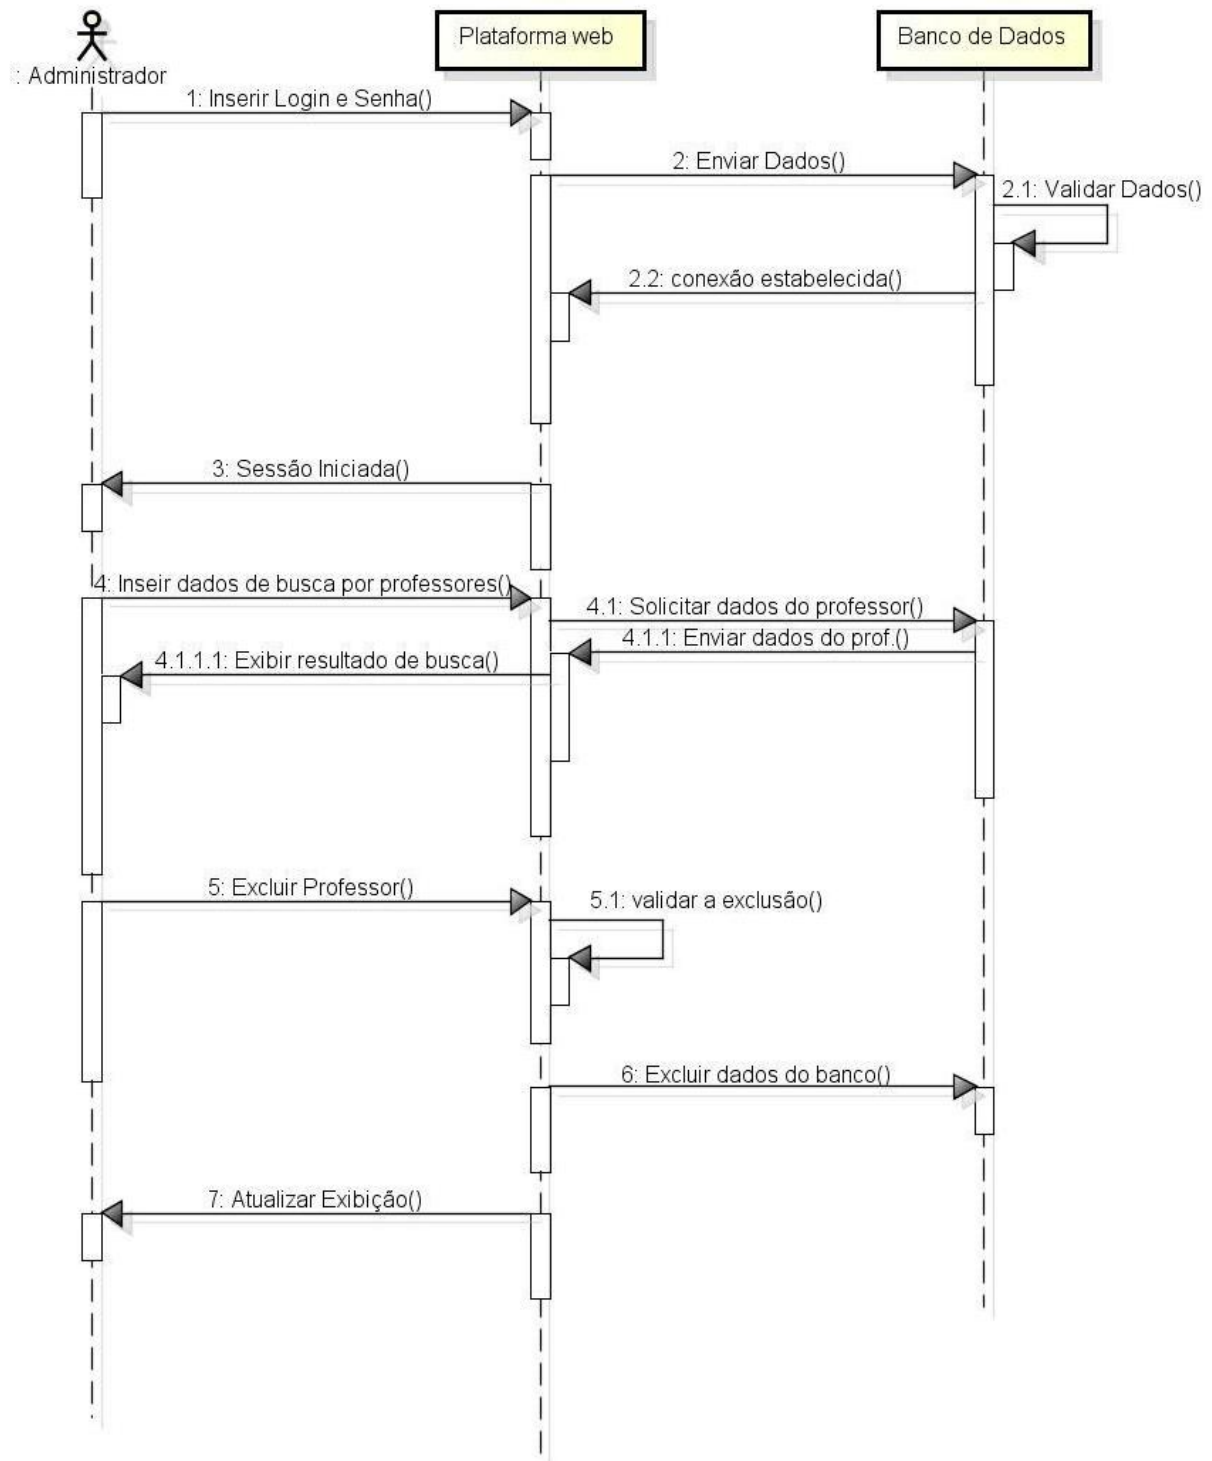 Plataforma web
Banco de Dados
: Administrador
1: Inserir Login e Senha()
2: Enviar Dados()
2.1: Validar Dados()
2.2: conexão estabelecida()
3: Sessão Iniciada()
4: Inseir dados de busca por professores()
4.1: Solicitar dados do professor()
4.1.1: Enviar dados do prof.()
4.1.1.1: Exibir resultado de busca()
5: Excluir Professor()
5.1: validar a exclusão()
6: Excluir dados do banco()
7: Atualizar Exibição()